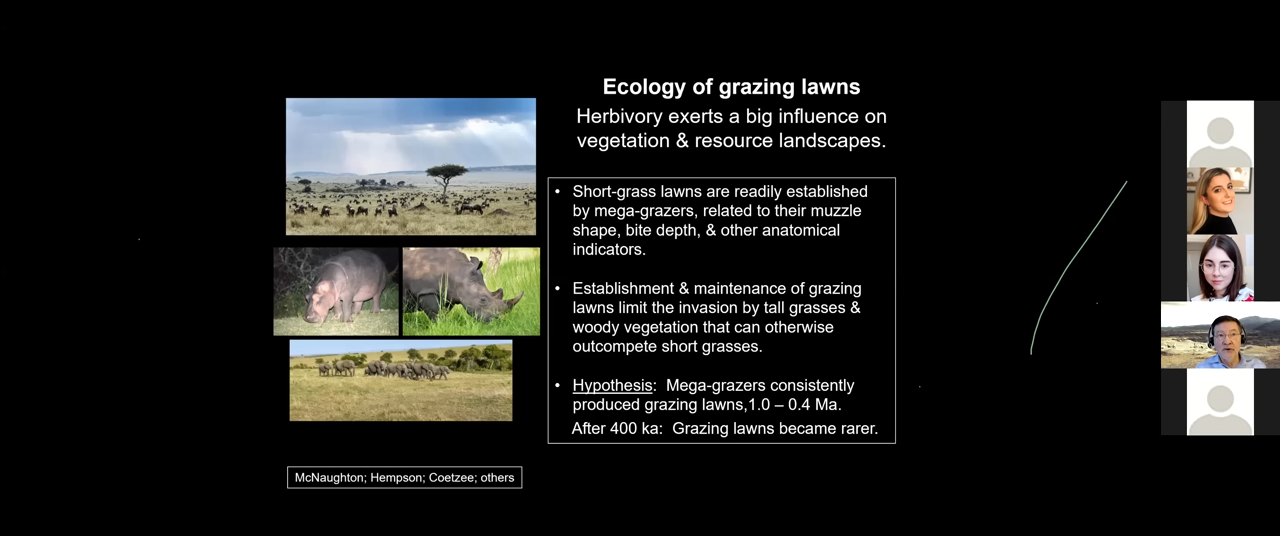 Ecology of grazing lawns
Herbivory exerts a big influence on
vegetation & resource landscapes.
• Short-grass lawns are readily established
by mega-grazers, related to their muzzle
shape, bite depth, & other anatomical
indicators.
• Establishment & maintenance of grazing
lawns limit the invasion by tall grasses &
woody vegetation that can otherwise
outcompete short grasses.
• Hypothesis: Mega-grazers consistently
produced grazing lawns,1.0 – 0.4 Ma.
After 400 ka: Grazing lawns became rarer.
McNaughton; Hempson; Coetzee; others